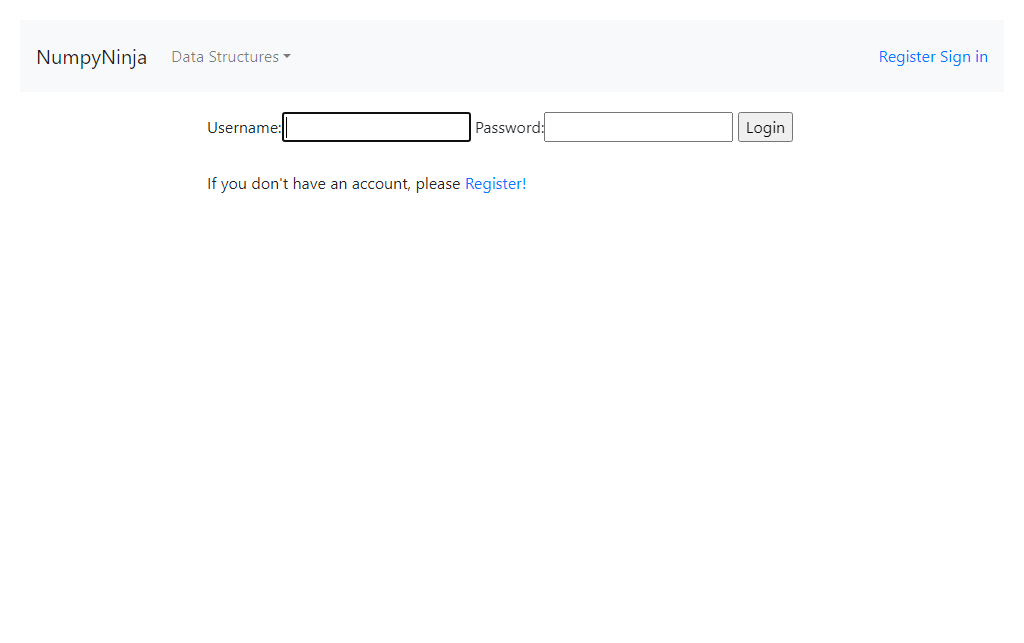 NumpyNinja Data Structures Register Sign in
Username: Password: Login
If you don't have an account, please Register!